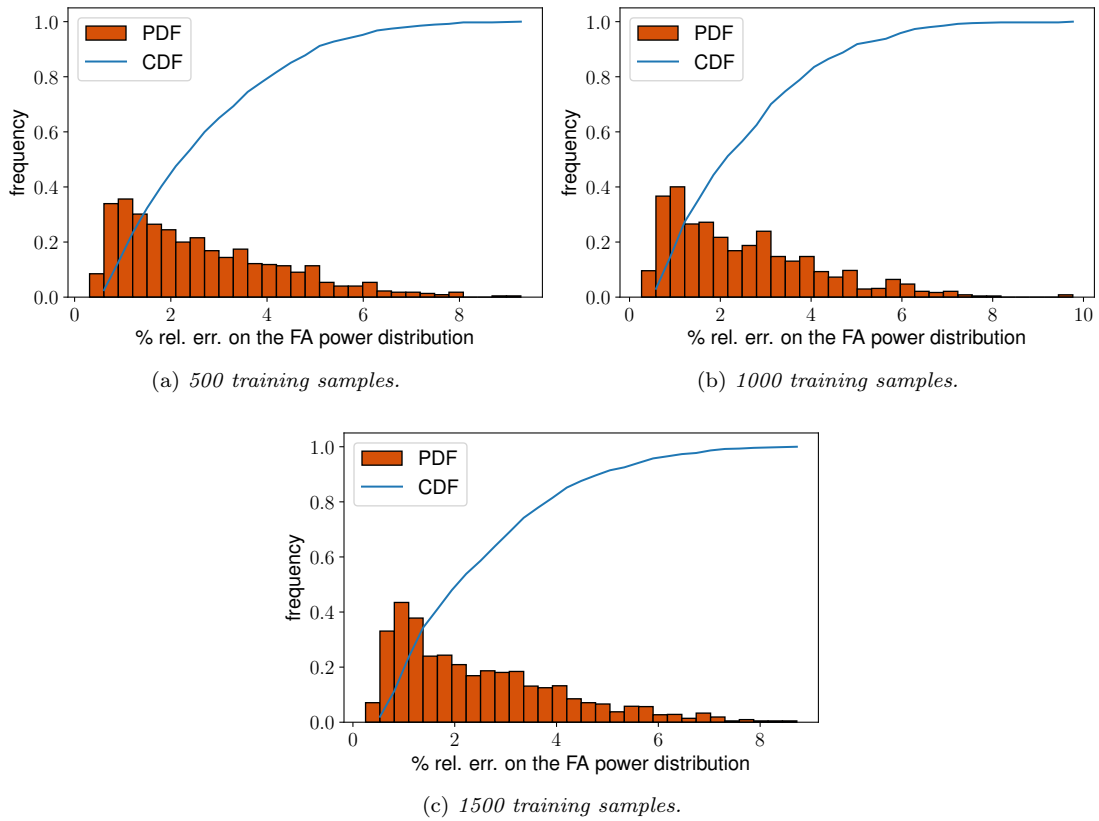 1.0
0.8
0.6
0.4
0.2
0.0
frequency
PDF
CDF
0 2 4 6 8
% rel. err. on the FA power distribution
(a) 500 training samples.
1.0
0.8
0.6
0.4
0.2
0.0
frequency
PDF
CDF
0 2 4 6 8 10
% rel. err. on the FA power distribution
(b) 1000 training samples.
1.0
0.8
0.6
0.4
0.2
0.0
frequency
PDF
CDF
0 2 4 6 8
% rel. err. on the FA power distribution
(c) 1500 training samples.